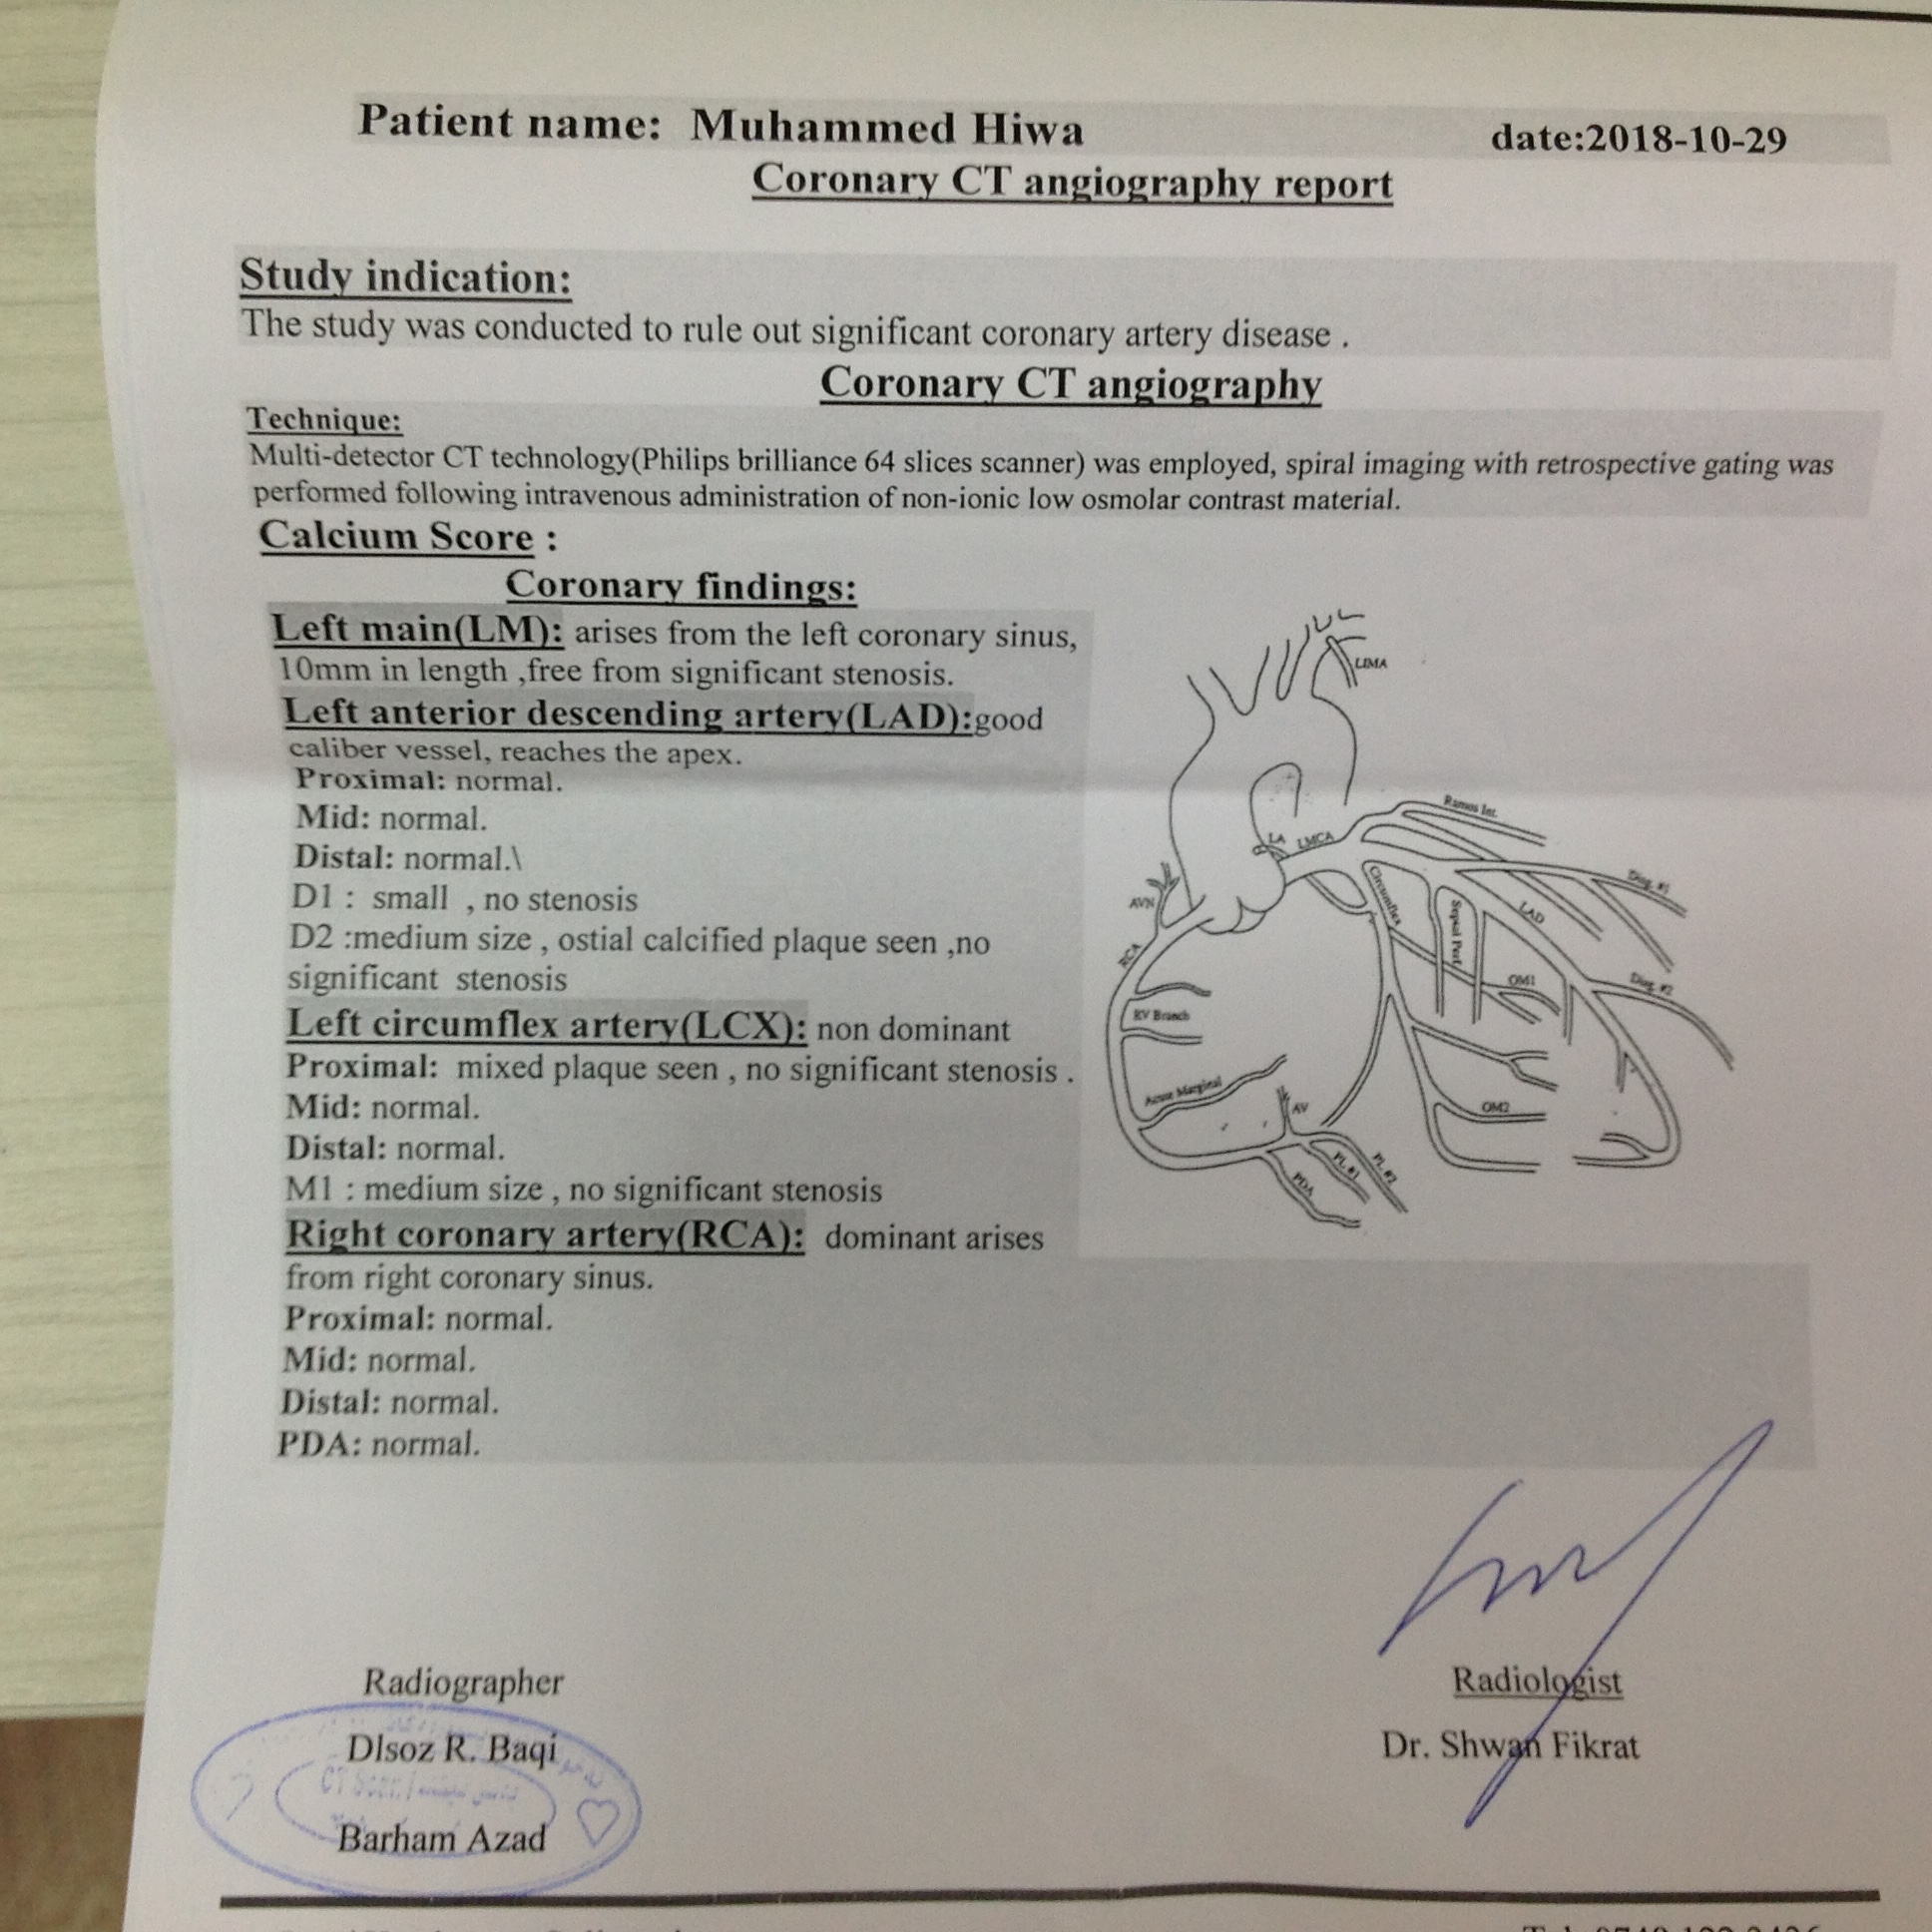 Patient name: Muhammed Hiwa date:2018-10-29
Coronary CT angiography report
Study indication:
The study was conducted to rule out significant coronary artery disease .
Coronary CT angiography
Technique:
Multi-detector CT technology(Philips brilliance 64 slices scanner) was employed, spiral imaging with retrospective gating was
performed following intravenous administration of non-ionic low osmolar contrast material.
Calcium Score :
Coronary findings:
Left main(LM): arises from the left coronary sinus,
10mm in length ,free from significant stenosis.
Left anterior descending artery(LAD):good
caliber vessel, reaches the apex.
Proximal: normal.
Mid: normal.
Distal: normal.\
D1 : small , no stenosis
D2 :medium size , ostial calcified plaque seen ,no
significant stenosis
Left circumflex artery(LCX): non dominant
Proximal: mixed plaque seen , no significant stenosis .
Mid: normal.
Distal: normal.
M1 : medium size , no significant stenosis
Right coronary artery(RCA): dominant arises
from right coronary sinus.
Proximal: normal.
Mid: normal.
Distal: normal.
PDA: normal.
LIMA
Ramos Int.
LA LMCA
Diag. #1
Circumflex
AVN
LAD
Septal Perf.
RCA
OM1
Diag. #2
RV Branch
Acute Marginal
AV
OM2
PL #1
PL #2
PDA
Radiographer
Radiologist
Dlsoz R. Baqi
Dr. Shwan Fikrat
CT Scan
Barham Azad